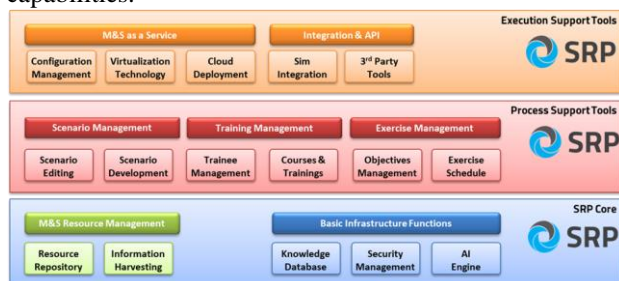 capabilities.
Execution Support Tools
M&S as a Service
Integration & API
SRP
Configuration
Management
Virtualization
Technology
Cloud
Deployment
Sim
Integration
3rd Party
Tools
Process Support Tools
Scenario Management
Training Management
Exercise Management
SRP
Scenario
Editing
Scenario
Development
Trainee
Management
Courses &
Trainings
Objectives
Management
Exercise
Schedule
SRP Core
M&S Resource Management
Basic Infrastructure Functions
SRP
Resource
Repository
Information
Harvesting
Knowledge
Database
Security
Management
AI
Engine